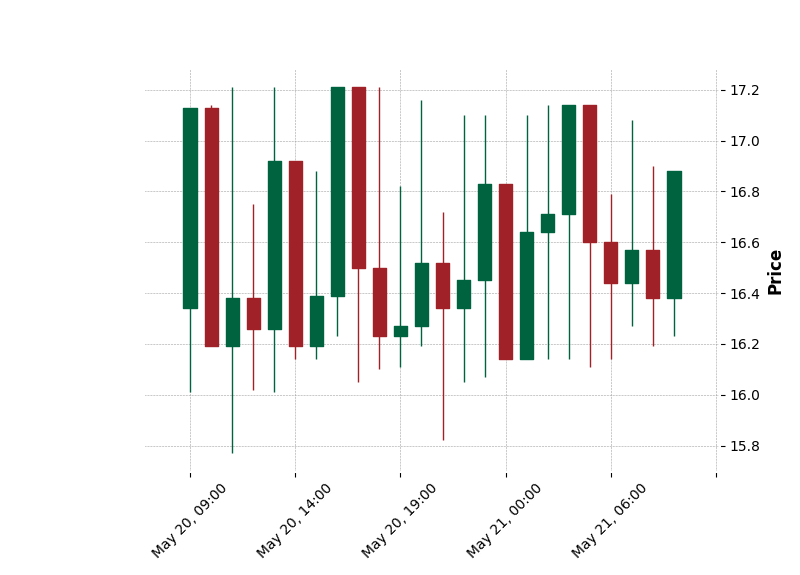 17.2
17.0
16.8
16.6
16.4
16.2
16.0
15.8
Price
May 20, 09:00
May 20, 14:00
May 20, 19:00
May 21, 00:00
May 21, 06:00